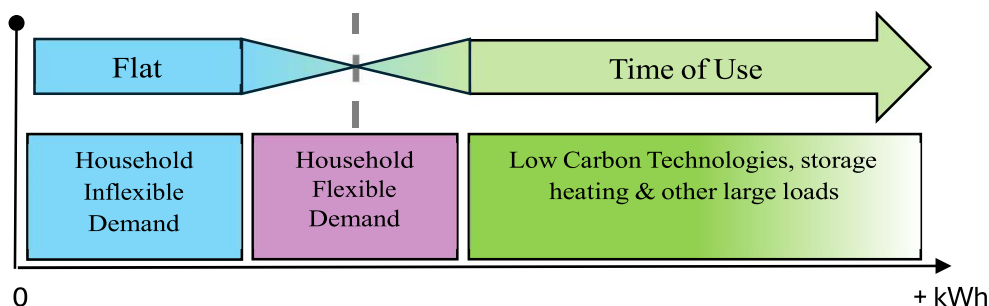 Flat
Time of Use
Household
Inflexible
Demand
Household
Flexible
Demand
Low Carbon Technologies, storage
heating & other large loads
0
+ kWh